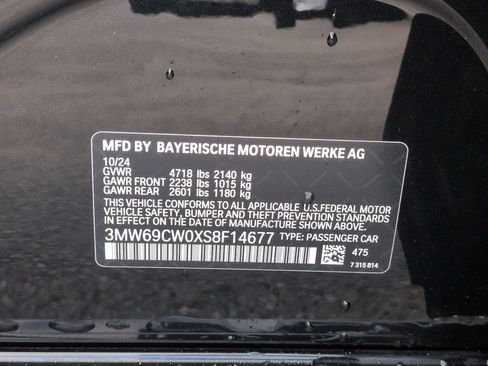 MFD BY BAYERISCHE MOTOREN WERKE AG
10/24
GVWR 4718 lbs 2140 kg
GAWR FRONT 2238 lbs 1015 kg
GAWR REAR 2601 lbs 1180 kg
THIS VEHICLE CONFORMS TO ALL APPLICABLE U.S.FEDERAL MOTOR
VEHICLE SAFETY, BUMPER, AND THEFT PREVENTION STANDARDS
IN EFFECT ON THE DATE OF MANUFACTURE SHOWN ABOVE.
3MW69CW0XS8F14677 TYPE: PASSENGER CAR
475
7 315 814